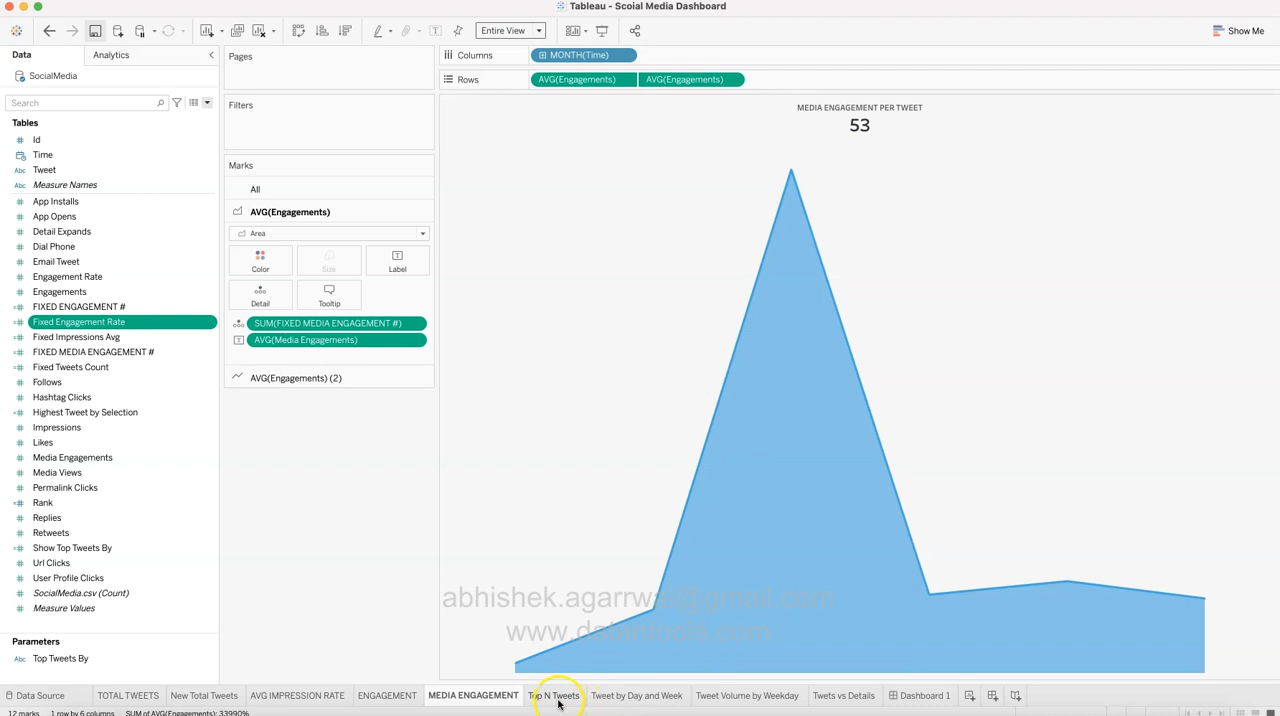 Tableau - Scoial Media Dashboard
Entire View
Show Me
Data
Analytics
Pages
Columns
MONTH(Time)
SocialMedia
Rows
AVG(Engagements)
AVG(Engagements)
Search
Filters
MEDIA ENGAGEMENT PER TWEET
53
Tables
Id
Time
Abc Tweet
Abc Measure Names
App Installs
App Opens
Detail Expands
Dial Phone
Email Tweet
Engagement Rate
Engagements
FIXED ENGAGEMENT #
Fixed Engagement Rate
Fixed Impressions Avg
FIXED MEDIA ENGAGEMENT #
Fixed Tweets Count
Follows
Hashtag Clicks
Highest Tweet by Selection
Impressions
Likes
Media Engagements
Media Views
Permalink Clicks
Rank
Replies
Retweets
Show Top Tweets By
Url Clicks
User Profile Clicks
SocialMedia.csv (Count)
Measure Values
Parameters
Abc Top Tweets By
Marks
All
AVG(Engagements)
Area
Color
Size
Label
Detail
Tooltip
SUM(FIXED MEDIA ENGAGEMENT #)
AVG(Media Engagements)
AVG(Engagements) (2)
abhishek.agarrwal@gmail.com
www.datantools.com
Data Source
TOTAL TWEETS
New Total Tweets
AVG IMPRESSION RATE
ENGAGEMENT
MEDIA ENGAGEMENT
Top N Tweets
Tweet by Day and Week
Tweet Volume by Weekday
Twets vs Details
Dashboard 1
12 marks
1 row by 6 columns
SUM of AVG(Engagements): 33990%